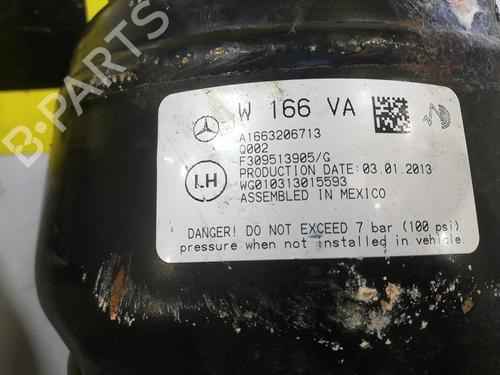 W 166 VA
A1663206713
Q002
F309513905/G
PRODUCTION DATE: 03.01.2013
WG010313015593
ASSEMBLED IN MEXICO
LH
DANGER! DO NOT EXCEED 7 bar (100 psi)
pressure when not installed in vehicle.
B-PARTS